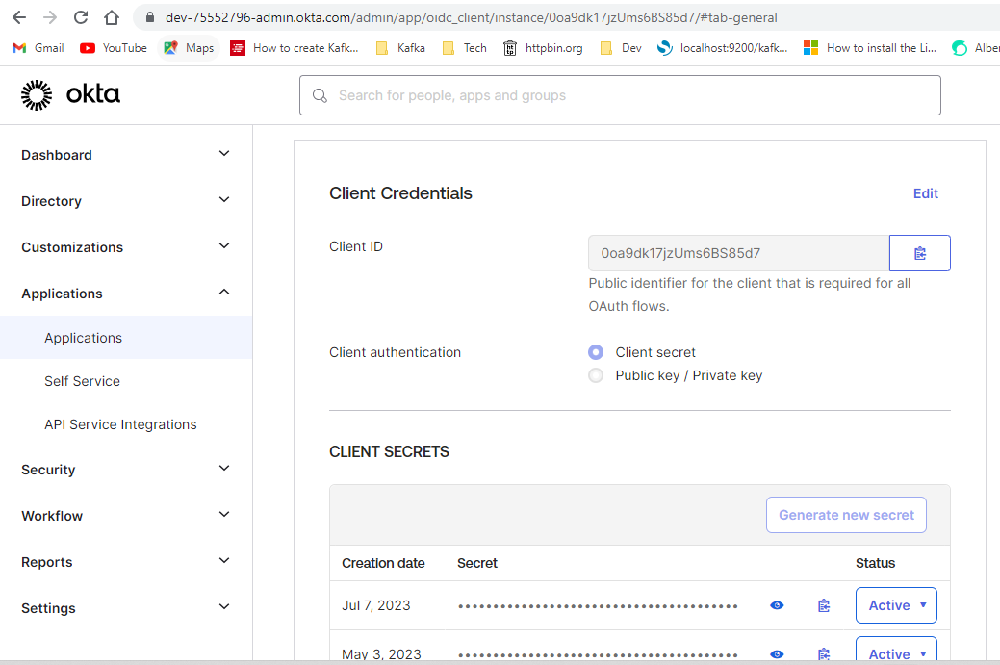 dev-75552796-admin.okta.com/admin/app/oidc_client/instance/0oa9dk17jzUms6BS85d7/#tab-general
Gmail YouTube Maps How to create Kafk... Kafka Tech httpbin.org Dev localhost:9200/kafk... How to install the Li... Alber
okta
Search for people, apps and groups
Dashboard
Directory
Customizations
Applications
Applications
Self Service
API Service Integrations
Security
Workflow
Reports
Settings
Client Credentials
Edit
Client ID
0oa9dk17jzUms6BS85d7
Public identifier for the client that is required for all
OAuth flows.
Client authentication
Client secret
Public key / Private key
CLIENT SECRETS
Generate new secret
Creation date Secret Status
Jul 7, 2023 •••••••••••••••••••••••••••••••••••••••• Active
May 3, 2023 •••••••••••••••••••••••••••••••••••••••• Active